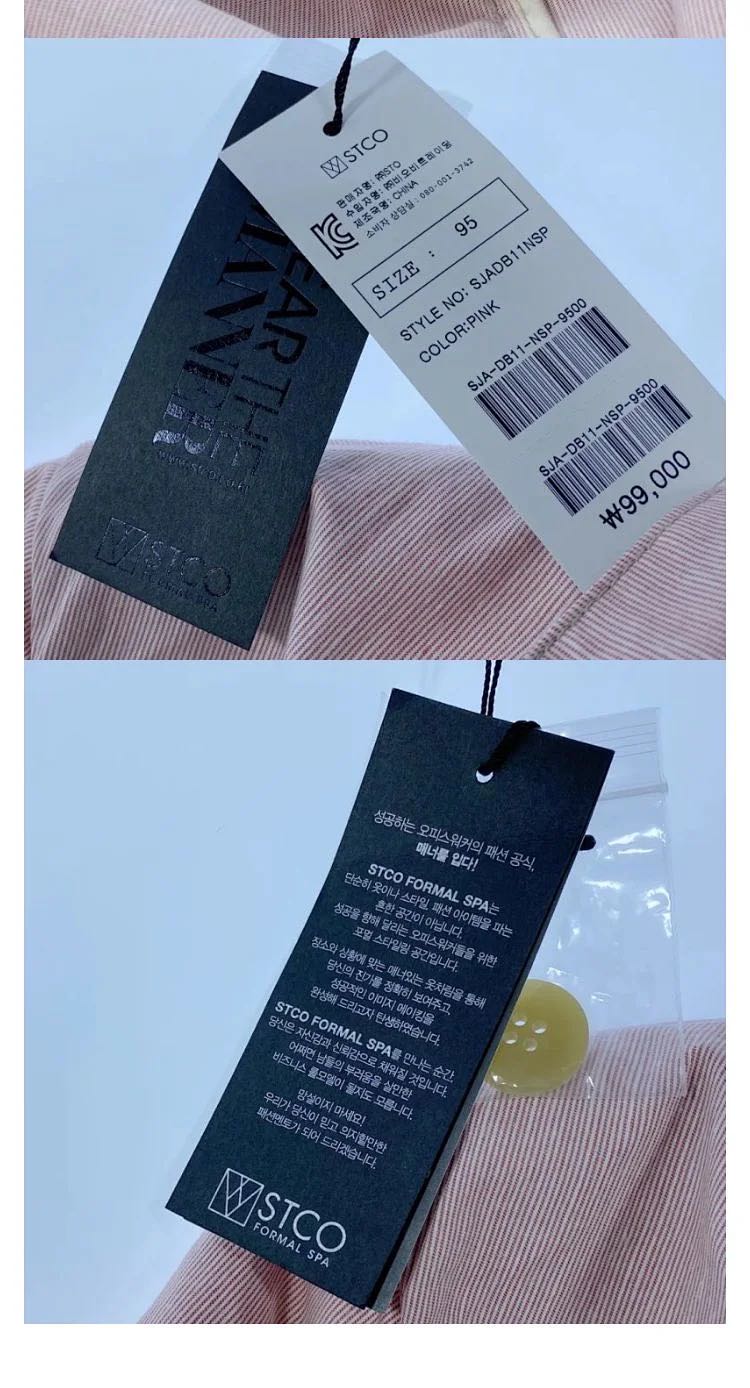 STCO
판매자명: ㈜STO
수입자명: ㈜비오비트레이딩
제조국명: CHINA
소비자 상담실 : 080-001-3742
SIZE : 95
STYLE NO: SJADB11NSP
COLOR:PINK
SJA-DB11-NSP-9500
SJA-DB11-NSP-9500
₩99,000
EAR THE
MANNER
www.stco.com
STCO
FORMAL SPA
성공하는 오피스워커의 패션 공식,
매너를 입다!
STCO FORMAL SPA는
단순히 옷이나 스타일, 패션 아이템을 파는
흔한 공간이 아닙니다.
성공을 향해 달리는 오피스워커들을 위한
포멀 스타일링 공간입니다.
장소와 상황에 맞는 매너있는 옷차림을 통해
당신의 진가를 정확히 보여주고,
성공적인 이미지 메이킹을
완성해 드리고자 탄생하였습니다.
STCO FORMAL SPA를 만나는 순간,
당신은 자신감과 신뢰감으로 채워질 것입니다.
어쩌면 남들의 부러움을 살만한
비즈니스 롤모델이 될지도 모릅니다.
망설이지 마세요!
우리가 당신이 믿고 의지할만한
패션멘토가 되어 드리겠습니다.
STCO
FORMAL SPA